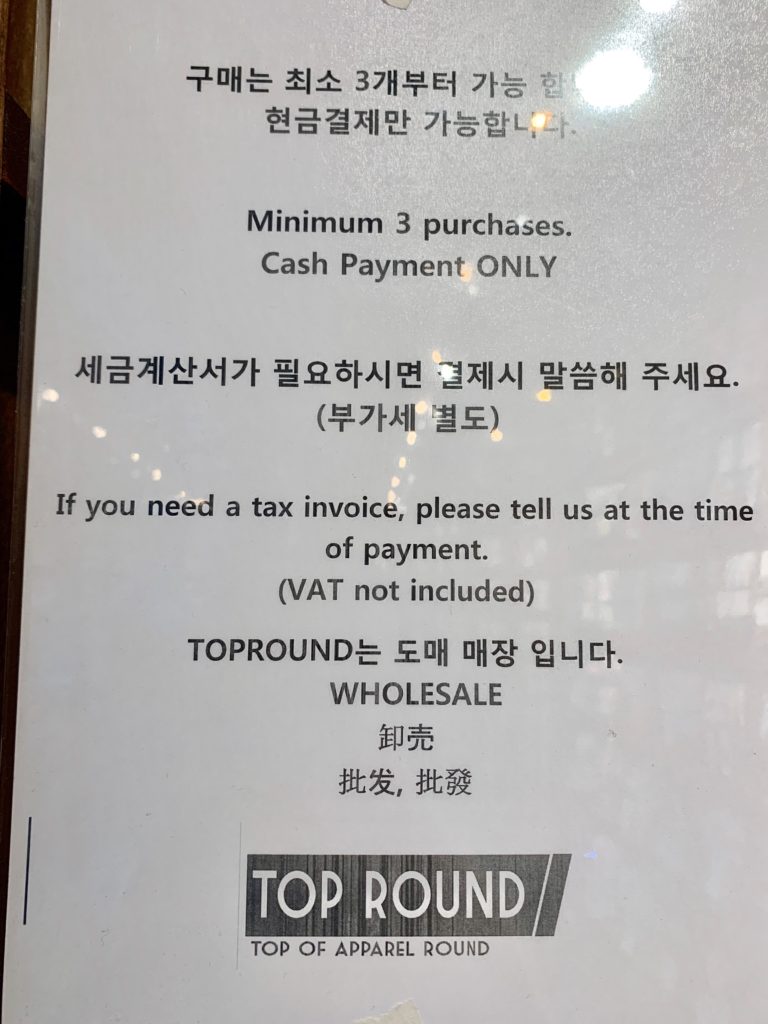 구매는 최소 3개부터 가능
현금결제만 가능합니다.
Minimum 3 purchases.
Cash Payment ONLY
세금계산서가 필요하시면 결제시 말씀해 주세요.
(부가세 별도)
If you need a tax invoice, please tell us at the time
of payment.
(VAT not included)
TOPROUND는 도매 매장 입니다.
WHOLESALE
卸売
批发, 批發
TOP ROUND
TOP OF APPAREL ROUND